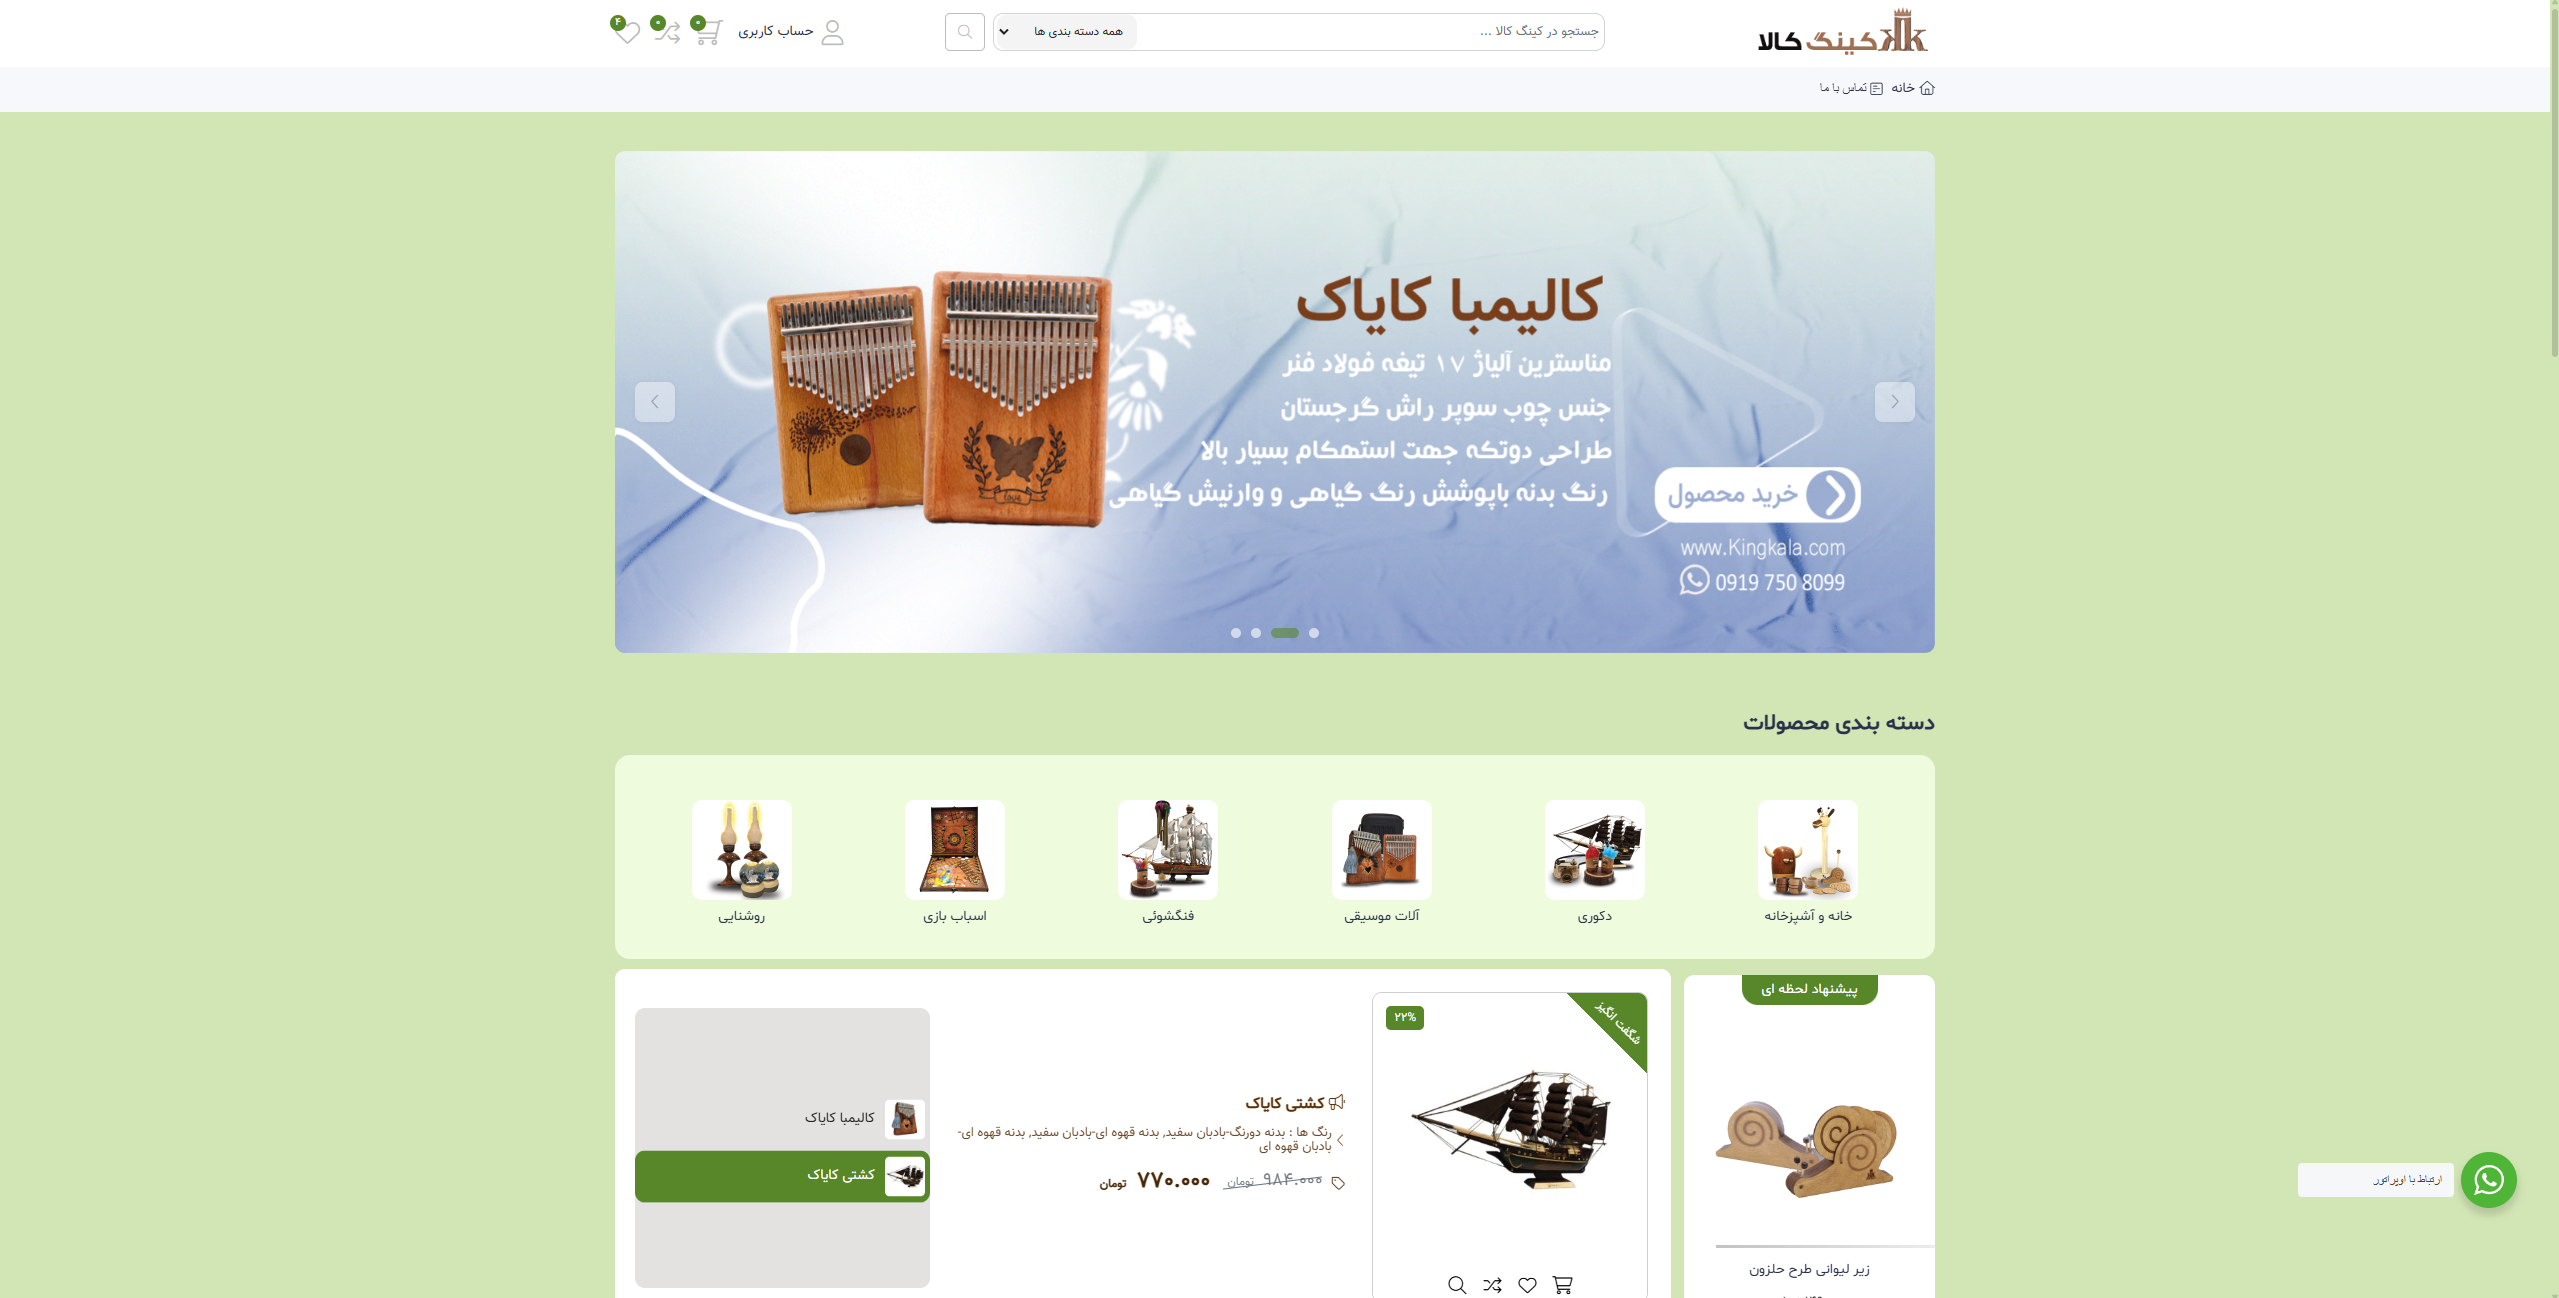 کینگ کالا
جستجو در کینگ کالا ...
همه دسته بندی ها
حساب کاربری
۰
۰
۴
خانه
تماس با ما
کالیمبا کایاک
مناسترین آلیاژ ۱۷ تیغه فولاد فنر
جنس چوب سوپر راش گرجستان
طراحی دوتکه جهت استهکام بسیار بالا
رنگ بدنه باپوشش رنگ گیاهی و وارنیش گیاهی
خرید محصول
www.Kingkala.com
0919 750 8099
love
دسته بندی محصولات
خانه و آشپزخانه
دکوری
آلات موسیقی
فنگشوئی
اسباب بازی
روشنایی
پیشنهاد لحظه ای
زیر لیوانی طرح حلزون
شگفت انگیز
۲۲%
کشتی کایاک
رنگ ها : بدنه دورنگ-بادبان سفید, بدنه قهوه ای-بادبان سفید, بدنه قهوه ای-
بادبان قهوه ای
۹۸۴.۰۰۰ تومان ۷۷۰.۰۰۰ تومان
کالیمبا کایاک
کشتی کایاک
ارتباط با اوپراتور